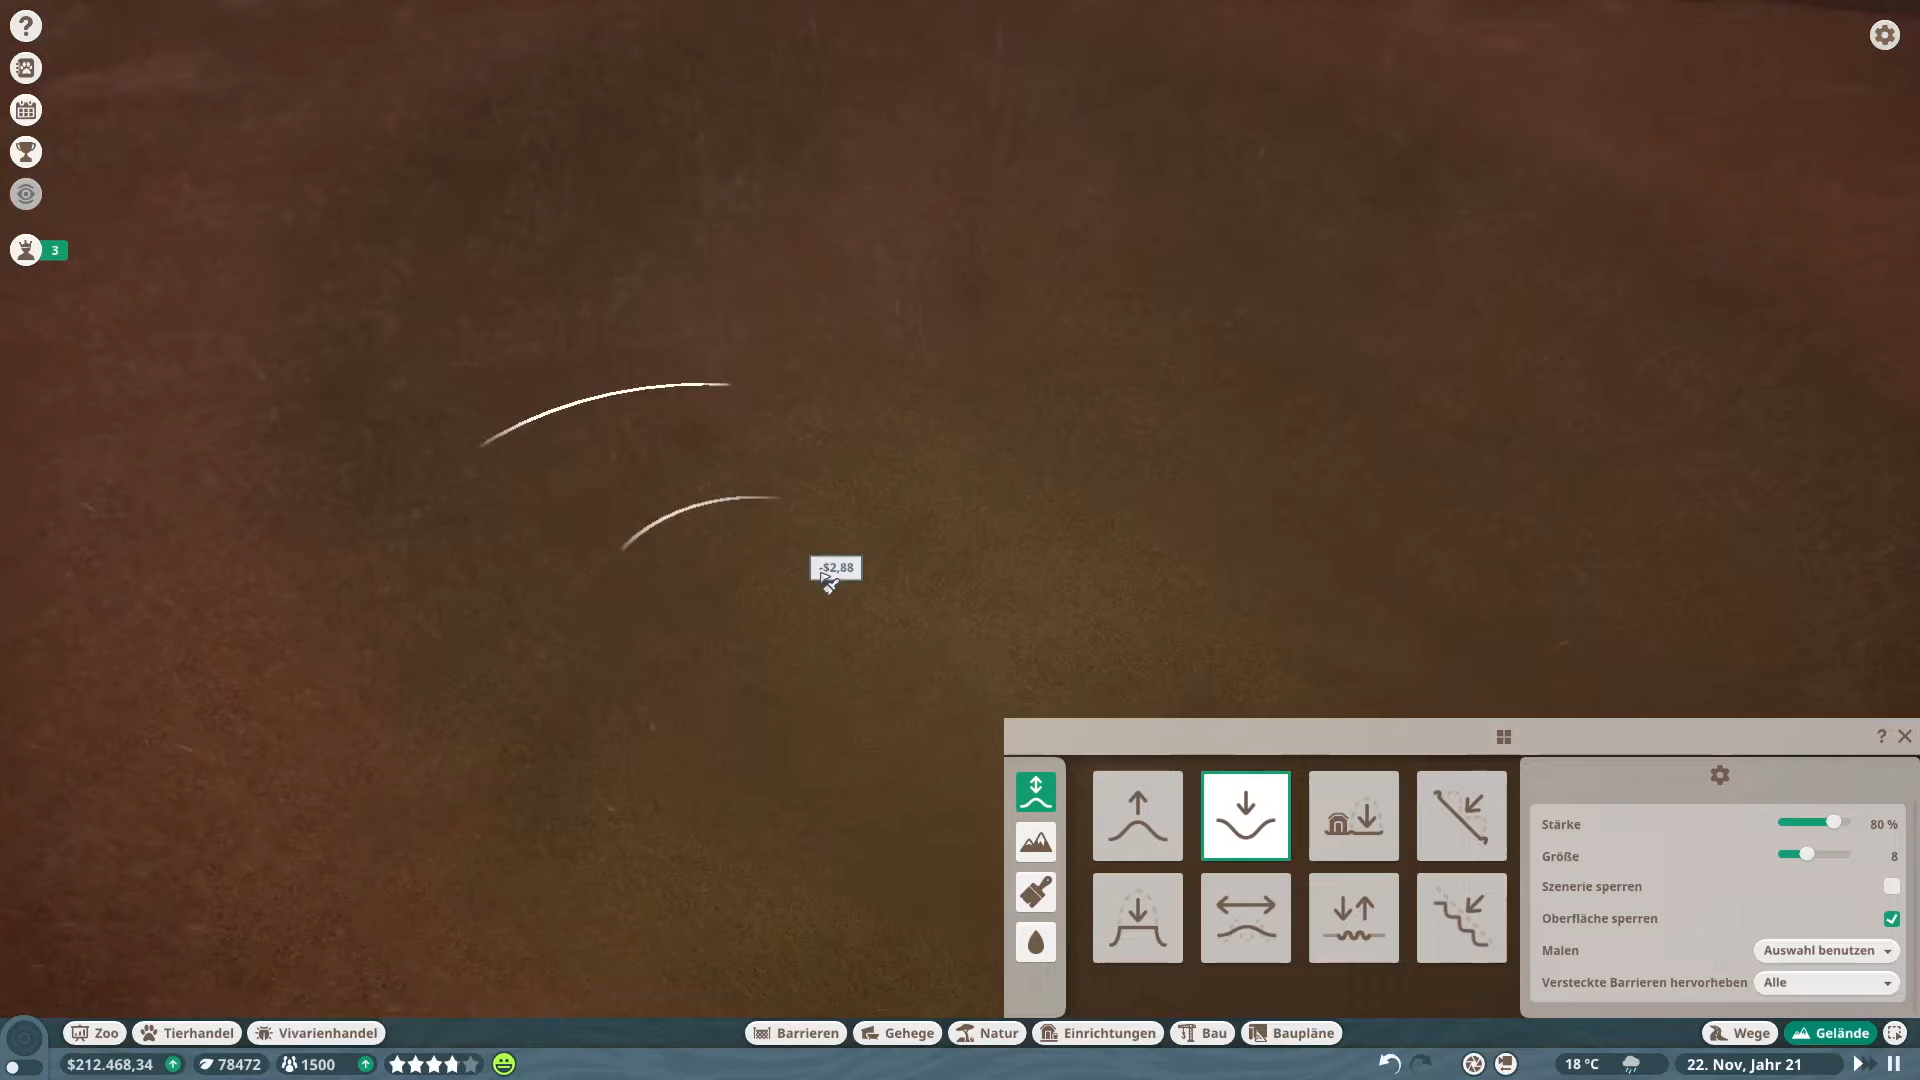 ?
3
-$2,88
?
Stärke
80 %
Größe
8
Szenerie sperren
Oberfläche sperren
Malen
Auswahl benutzen
Versteckte Barrieren hervorheben
Alle
Zoo
Tierhandel
Vivarienhandel
Barrieren
Gehege
Natur
Einrichtungen
Bau
Baupläne
Wege
Gelände
$212.468,34
78472
1500
18 °C
22. Nov, Jahr 21